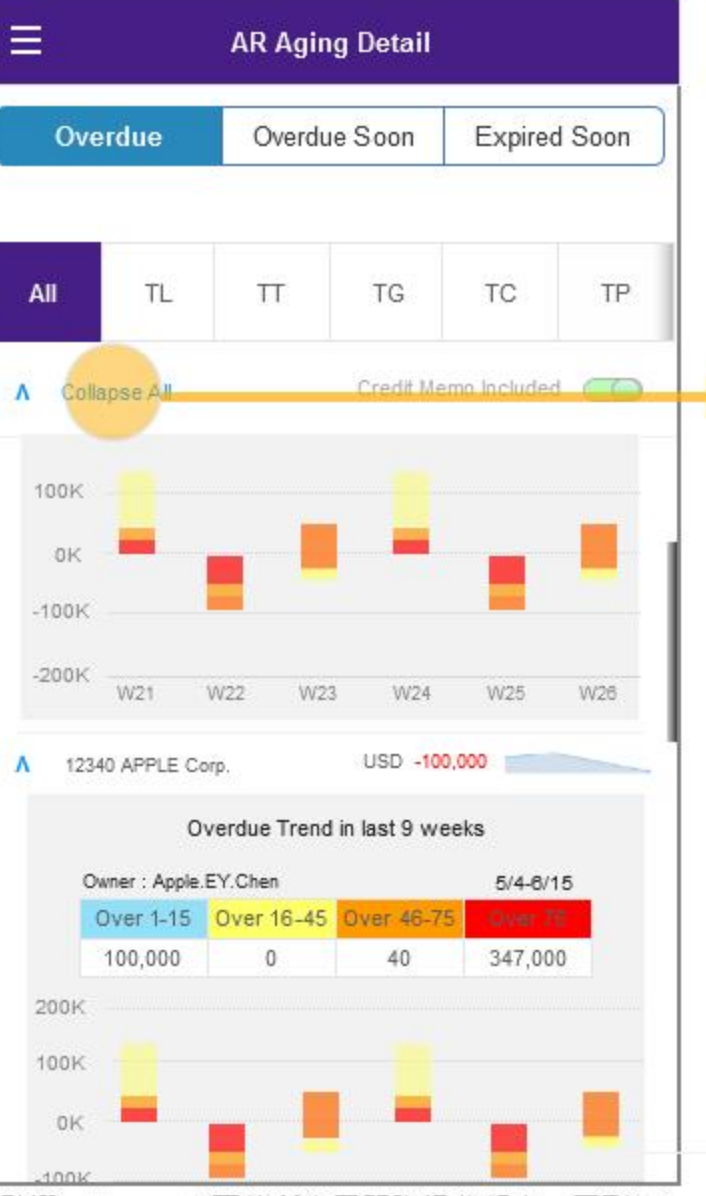 AR Aging Detail
Overdue Overdue Soon Expired Soon
All TL TT TG TC TP
Collapse All Credit Memo Included
100K
0K
-100K
-200K
W21 W22 W23 W24 W25 W26
12340 APPLE Corp. USD -100,000
Overdue Trend in last 9 weeks
Owner : Apple.EY.Chen 5/4-6/15
Over 1-15 Over 16-45 Over 46-75 Over 75
100,000 0 40 347,000
200K
100K
0K
-100K